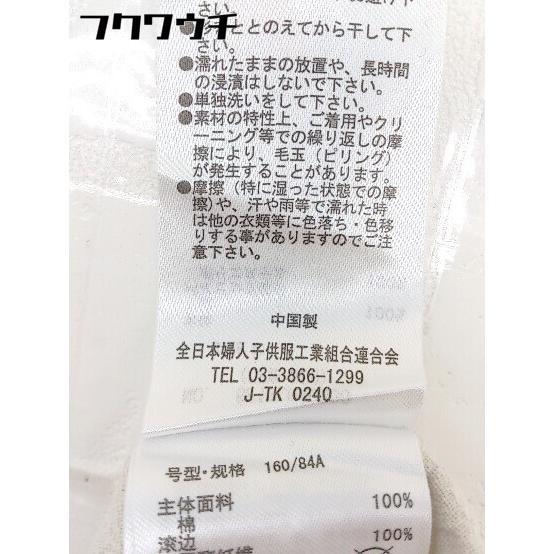 フクワウチ
さい。
ととのえてから干して下
さい。
●濡れたままの放置や、長時間
の浸漬はしないで下さい。
●単独洗いをして下さい。
●素材の特性上、ご着用やクリ
ーニング等での繰り返しの摩
擦により、毛玉(ピリング)
が発生することがあります。
●摩擦(特に湿った状態での摩
擦)や、汗や雨等で濡れた時
は他の衣類等に色落ち・色移
りする事がありますのでご注
意下さい。
中国製
全日本婦人子供服工業組合連合会
TEL 03-3866-1299
J-TK 0240
号型·规格 160/84A
主体面料 100%
棉
滚边 100%